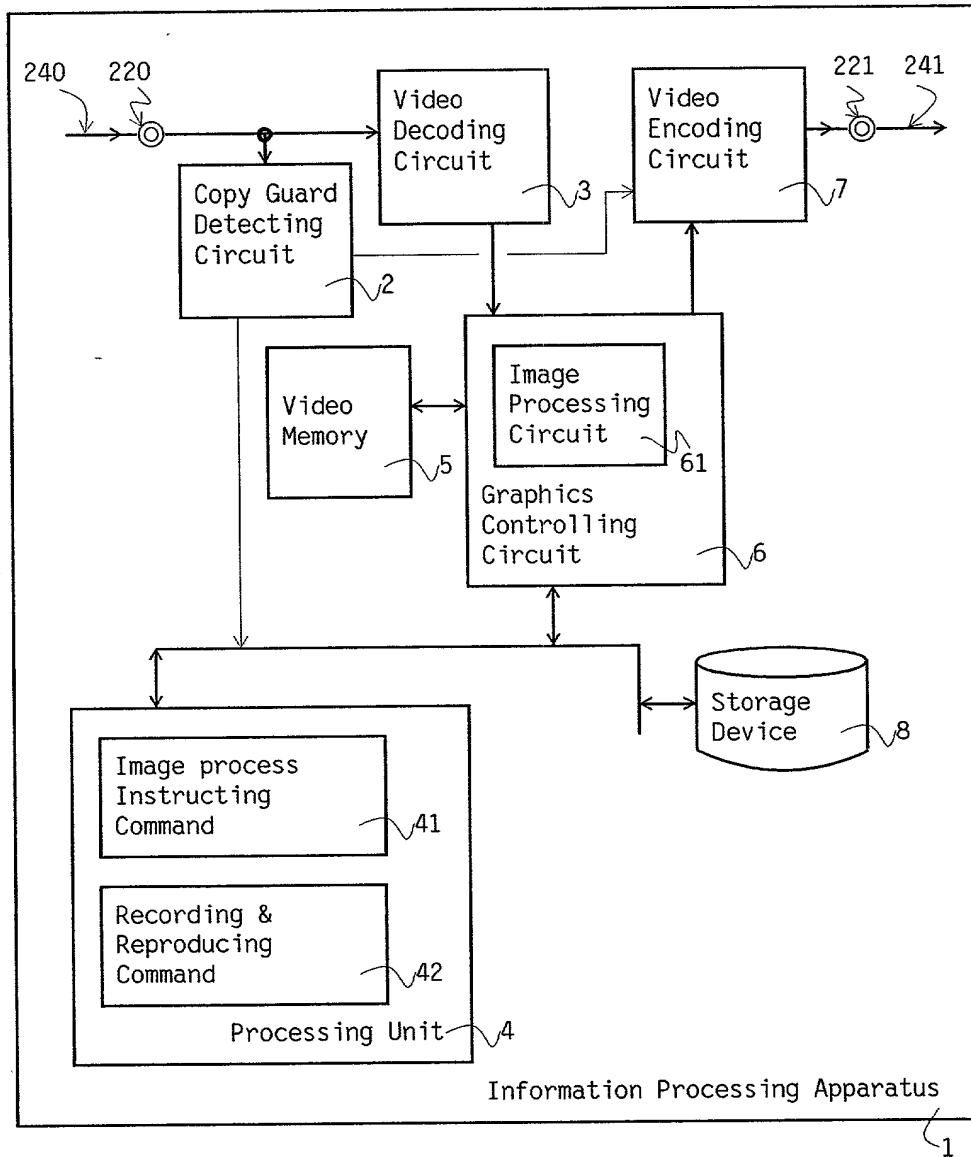 240
220
Video
Decoding
Circuit
3
Video
Encoding
Circuit
7
221
241
Copy Guard
Detecting
Circuit
2
Video
Memory
5
Image
Processing
Circuit
61
Graphics
Controlling
Circuit
6
Storage
Device
8
Image process
Instructing
Command
41
Recording &
Reproducing
Command
42
Processing Unit
4
Information Processing Apparatus
1